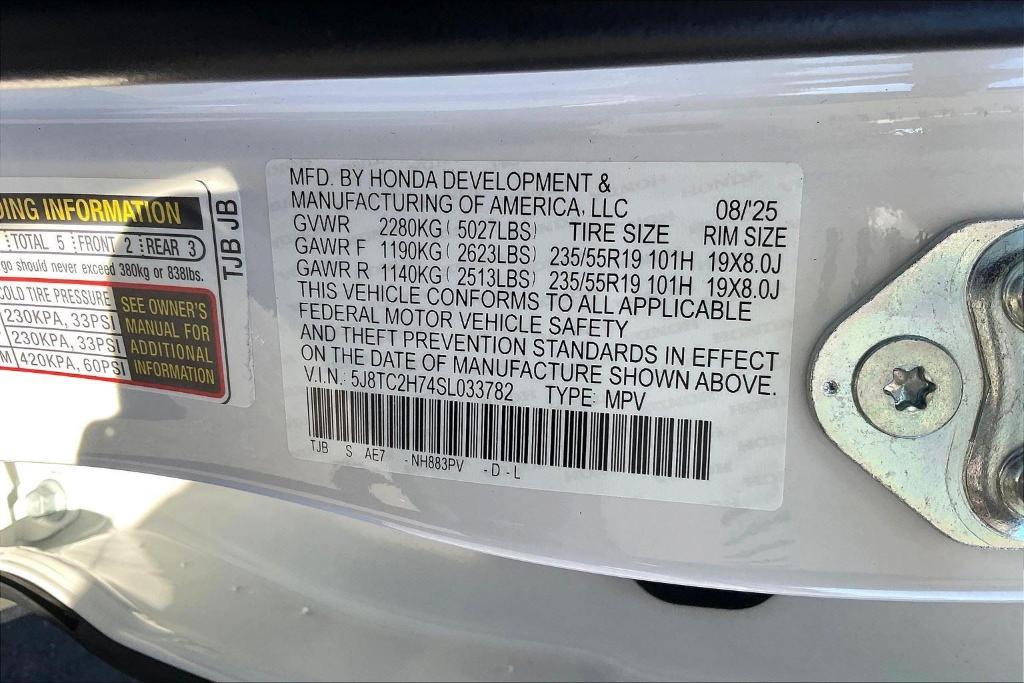 DING INFORMATION
TOTAL 5 FRONT 2 REAR 3
go should never exceed 380kg or 838lbs.
COLD TIRE PRESSURE
230KPA, 33PSI
230KPA, 33PSI
420KPA, 60PSI
SEE OWNER'S
MANUAL FOR
ADDITIONAL
INFORMATION
TJB JB
MFD. BY HONDA DEVELOPMENT &
MANUFACTURING OF AMERICA, LLC 08/'25
GVWR 2280KG(5027LBS) TIRE SIZE RIM SIZE
GAWR F 1190KG(2623LBS) 235/55R19 101H 19X8.0J
GAWR R 1140KG(2513LBS) 235/55R19 101H 19X8.0J
THIS VEHICLE CONFORMS TO ALL APPLICABLE
FEDERAL MOTOR VEHICLE SAFETY
AND THEFT PREVENTION STANDARDS IN EFFECT
ON THE DATE OF MANUFACTURE SHOWN ABOVE.
V.I.N.: 5J8TC2H74SL033782 TYPE: MPV
TJB S AE7 -NH883PV -D-L